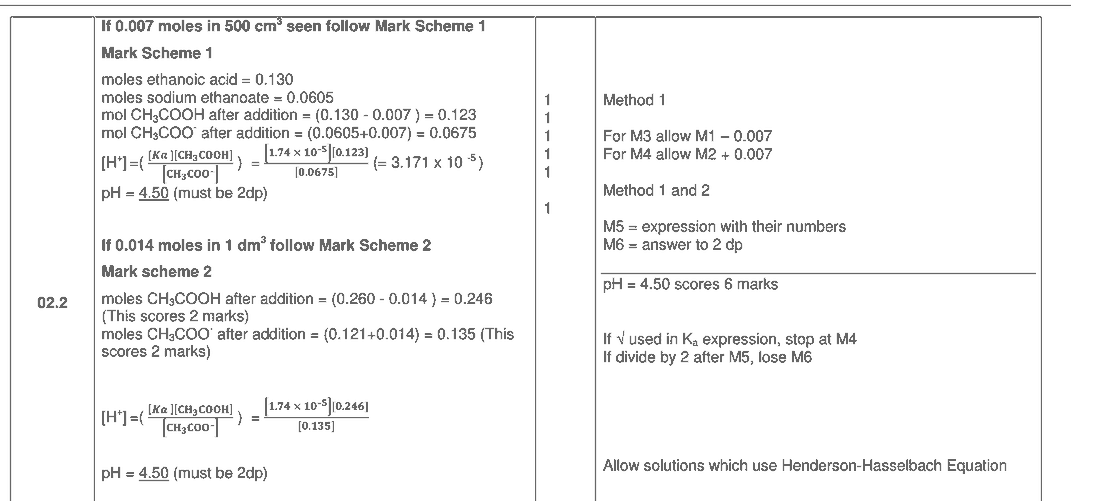 If 0.007 moles in 500 cm³ seen follow Mark Scheme 1
Mark Scheme 1
moles ethanoic acid = 0.130
moles sodium ethanoate = 0.0605
mol CH₃COOH after addition = (0.130 - 0.007 ) = 0.123
mol CH₃COO⁻ after addition = (0.0605+0.007) = 0.0675
[H⁺] =( [Ka ][CH₃COOH] / [CH₃COO⁻] ) = [1.74 × 10⁻⁵][0.123] / [0.0675] (= 3.171 x 10 ⁻⁵)
pH = 4.50 (must be 2dp)
If 0.014 moles in 1 dm³ follow Mark Scheme 2
Mark scheme 2
02.2
moles CH₃COOH after addition = (0.260 - 0.014 ) = 0.246
(This scores 2 marks)
moles CH₃COO⁻ after addition = (0.121+0.014) = 0.135 (This
scores 2 marks)
[H⁺] =( [Ka ][CH₃COOH] / [CH₃COO⁻] ) = [1.74 × 10⁻⁵][0.246] / [0.135]
pH = 4.50 (must be 2dp)
1
1
1
1
1
1
Method 1
For M3 allow M1 – 0.007
For M4 allow M2 + 0.007
Method 1 and 2
M5 = expression with their numbers
M6 = answer to 2 dp
pH = 4.50 scores 6 marks
If √ used in Kₐ expression, stop at M4
If divide by 2 after M5, lose M6
Allow solutions which use Henderson-Hasselbach Equation